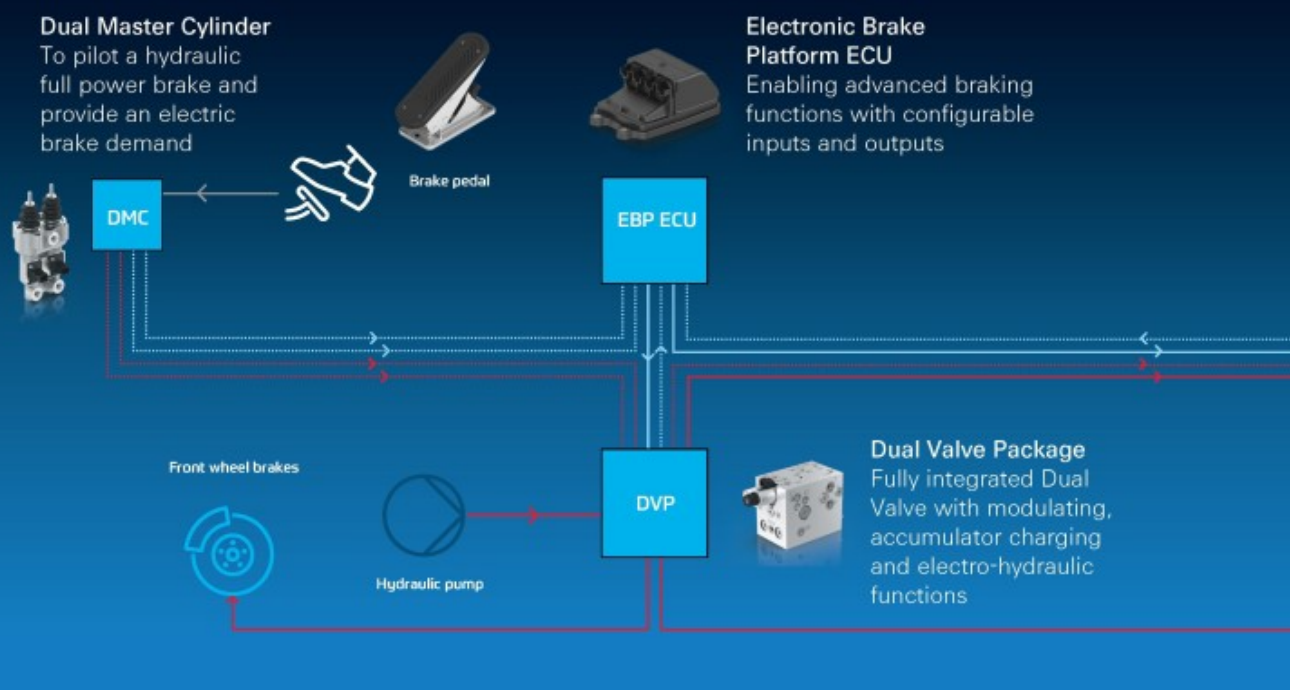 Dual Master Cylinder
To pilot a hydraulic
full power brake and
provide an electric
brake demand
Brake pedal
Electronic Brake
Platform ECU
Enabling advanced braking
functions with configurable
inputs and outputs
DMC
EBP ECU
Front wheel brakes
Hydraulic pump
DVP
Dual Valve Package
Fully integrated Dual
Valve with modulating,
accumulator charging
and electro-hydraulic
functions